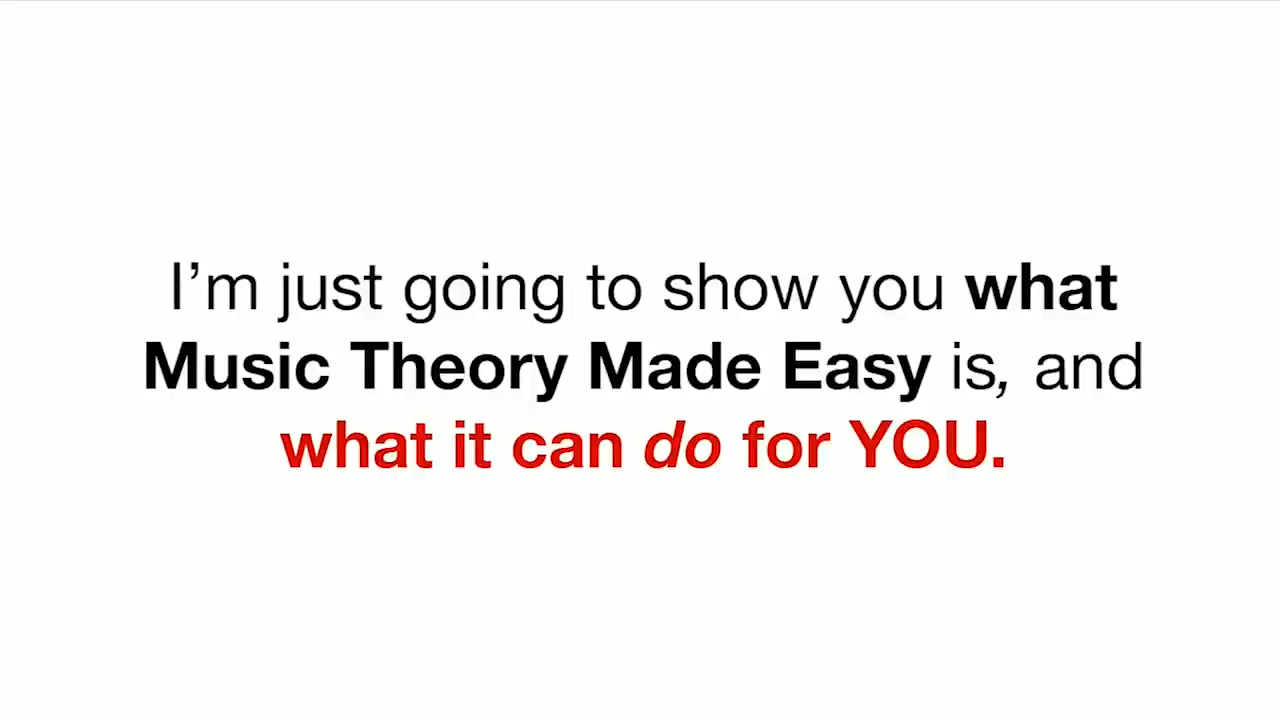 I’m just going to show you what
Music Theory Made Easy is, and
what it can do for YOU.